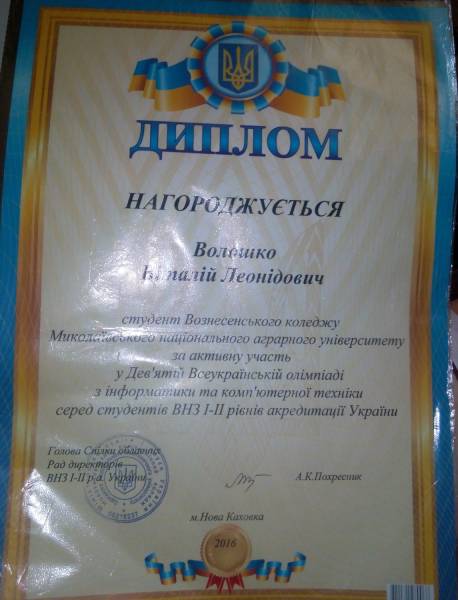 ДИПЛОМ
НАГОРОДЖУЄТЬСЯ
Волошко
Віталій Леонідович
студент Вознесенського коледжу
Миколаївського національного аграрного університету
за активну участь
у Дев'ятій Всеукраїнській олімпіаді
з інформатики та комп'ютерної техніки
серед студентів ВНЗ І-ІІ рівнів акредитації України
Голова Спілки обласних
Рад директорів
ВНЗ І-ІІ р.а. України
А.К.Похресник
м.Нова Каховка
2016